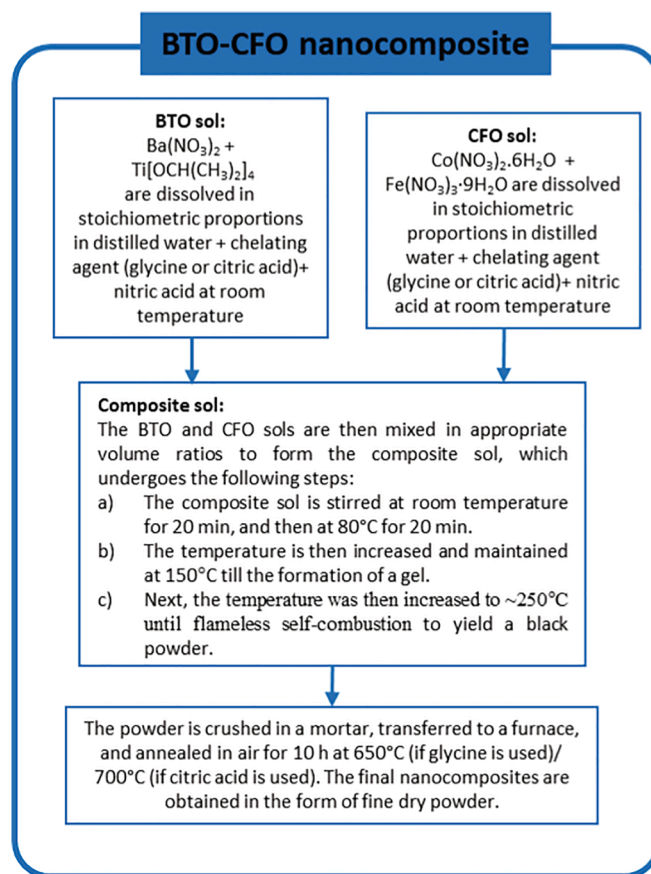 BTO-CFO nanocomposite
BTO sol:
Ba(NO₃)₂ +
Ti[OCH(CH₃)₂]₄
are dissolved in
stoichiometric proportions
in distilled water + chelating
agent (glycine or citric acid)+
nitric acid at room
temperature
CFO sol:
Co(NO₃)₂.6H₂O +
Fe(NO₃)₃·9H₂O are dissolved
in stoichiometric
proportions in distilled
water + chelating agent
(glycine or citric acid)+ nitric
acid at room temperature
Composite sol:
The BTO and CFO sols are then mixed in appropriate
volume ratios to form the composite sol, which
undergoes the following steps:
a) The composite sol is stirred at room temperature
for 20 min, and then at 80°C for 20 min.
b) The temperature is then increased and maintained
at 150°C till the formation of a gel.
c) Next, the temperature was then increased to ~250°C
until flameless self-combustion to yield a black
powder.
The powder is crushed in a mortar, transferred to a furnace,
and annealed in air for 10 h at 650°C (if glycine is used)/
700°C (if citric acid is used). The final nanocomposites are
obtained in the form of fine dry powder.